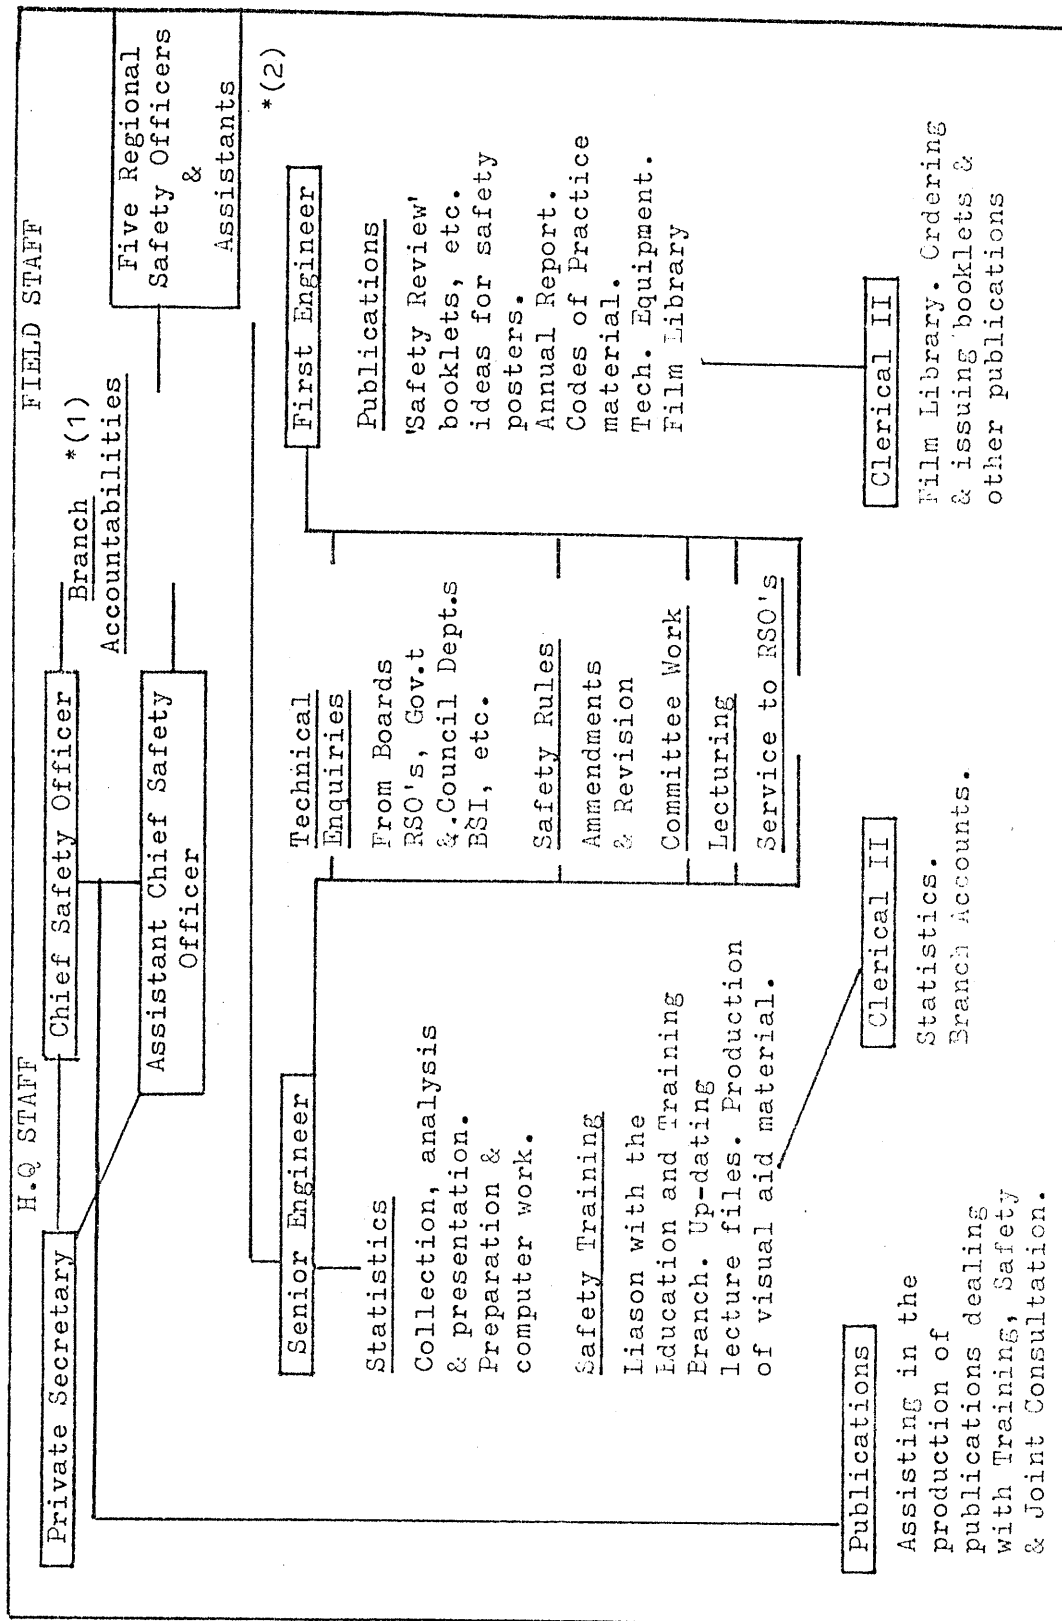 H.Q STAFF
FIELD STAFF
Private Secretary
Chief Safety Officer
Branch *(1)
Accountabilities
Assistant Chief Safety
Officer
Five Regional
Safety Officers
&
Assistants
*(2)
Senior Engineer
Statistics
Collection, analysis
& presentation.
Preparation &
computer work.
Safety Training
Liason with the
Education and Training
Branch. Up-dating
lecture files. Production
of visual aid material.
Technical
Enquiries
From Boards
RSO's, Gov.t
&.Council Dept.s
BSI, etc.
Safety Rules
Ammendments
& Revision
Committee Work
Lecturing
Service to RSO's
First Engineer
Publications
'Safety Review'
booklets, etc.
ideas for safety
posters.
Annual Report.
Codes of Practice
material.
Tech. Equipment.
Film Library
Publications
Assisting in the
production of
publications dealing
with Training, Safety
& Joint Consultation.
Clerical II
Statistics.
Branch Accounts.
Clerical II
Film Library. Ordering
& issuing booklets &
other publications